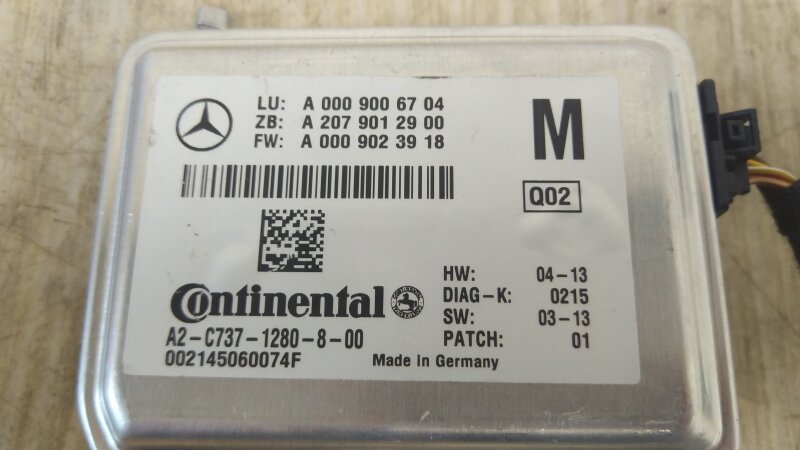 LU: A 000 900 67 04
ZB: A 207 901 29 00
FW: A 000 902 39 18
M
Q02
Continental
A2-C737-1280-8-00
002145060074F
HW: 04-13
DIAG-K: 0215
SW: 03-13
PATCH: 01
Made in Germany